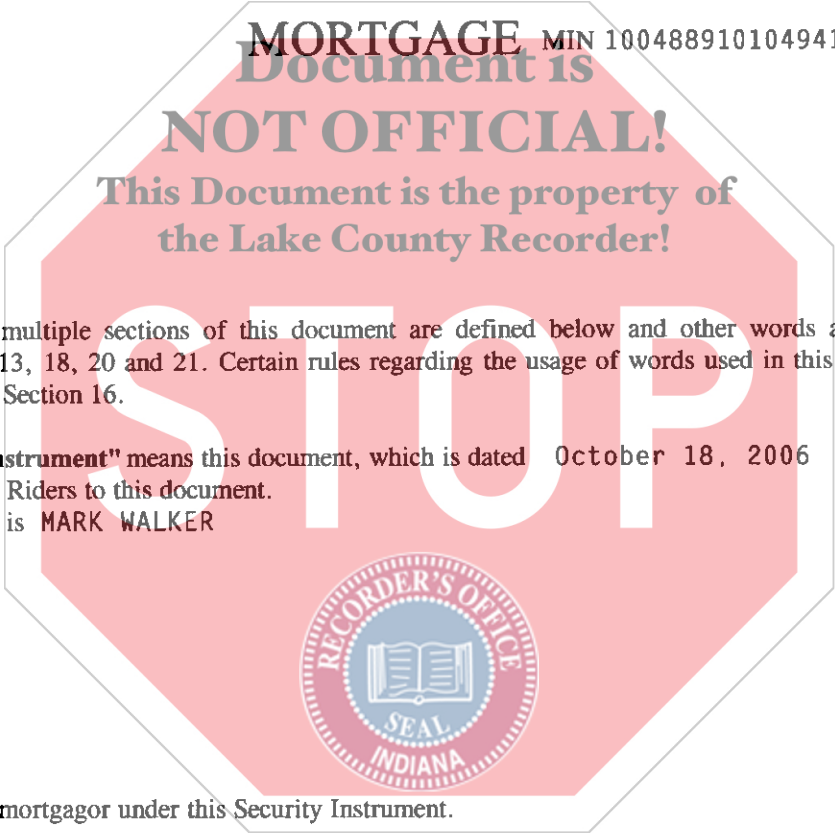 MORTGAGE MIN 10048891010494
Document is
NOT OFFICIAL!
This Document is the property of
the Lake County Recorder!
STOP
multiple sections of this document are defined below and other words
13, 18, 20 and 21. Certain rules regarding the usage of words used in this
Section 16.
strument" means this document, which is dated October 18, 2006
Riders to this document.
is MARK WALKER
RECORDER'S OFFICE
SEAL
INDIANA
mortgagor under this Security Instrument.